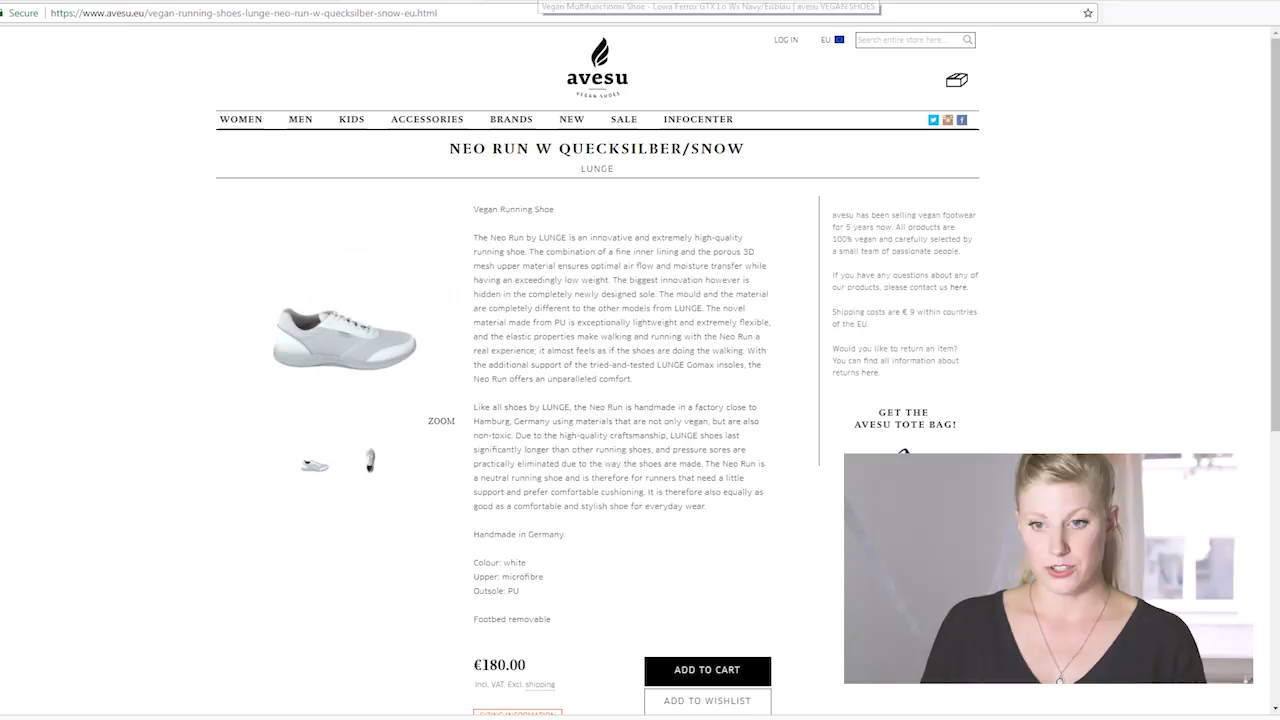 Secure https://www.avesu.eu/vegan-running-shoes-lunge-neo-run-w-quecksilber-snow-eu.html
Vegan Multifunctional Shoe - Lowa Ferrox GTX Lo Ws Navy/Eisblau | avesu VEGAN SHOES
LOG IN EU Search entire store here...
avesu
VEGAN SHOES
WOMEN MEN KIDS ACCESSORIES BRANDS NEW SALE INFOCENTER
NEO RUN W QUECKSILBER/SNOW
LUNGE
Vegan Running Shoe
The Neo Run by LUNGE is an innovative and extremely high-quality
running shoe. The combination of a fine inner lining and the porous 3D
mesh upper material ensures optimal air flow and moisture transfer while
having an exceedingly low weight. The biggest innovation however is
hidden in the completely newly designed sole. The mould and the material
are completely different to the other models from LUNGE. The novel
material made from PU is exceptionally lightweight and extremely flexible,
and the elastic properties make walking and running with the Neo Run a
real experience; it almost feels as if the shoes are doing the walking. With
the additional support of the tried-and-tested LUNGE Gomax insoles, the
Neo Run offers an unparalleled comfort.
Like all shoes by LUNGE, the Neo Run is handmade in a factory close to
Hamburg, Germany using materials that are not only vegan, but are also
non-toxic. Due to the high-quality craftsmanship, LUNGE shoes last
significantly longer than other running shoes, and pressure sores are
practically eliminated due to the way the shoes are made. The Neo Run is
a neutral running shoe and is therefore for runners that need a little
support and prefer comfortable cushioning. It is therefore also equally as
good as a comfortable and stylish shoe for everyday wear.
Handmade in Germany.
Colour: white
Upper: microfibre
Outsole: PU
Footbed removable
ZOOM
€180.00
Incl. VAT. Excl. shipping
SIZING INFORMATION
ADD TO CART
ADD TO WISHLIST
avesu has been selling vegan footwear
for 5 years now. All products are
100% vegan and carefully selected by
a small team of passionate people.
If you have any questions about any of
our products, please contact us here.
Shipping costs are € 9 within countries
of the EU.
Would you like to return an item?
You can find all information about
returns here.
GET THE
AVESU TOTE BAG!